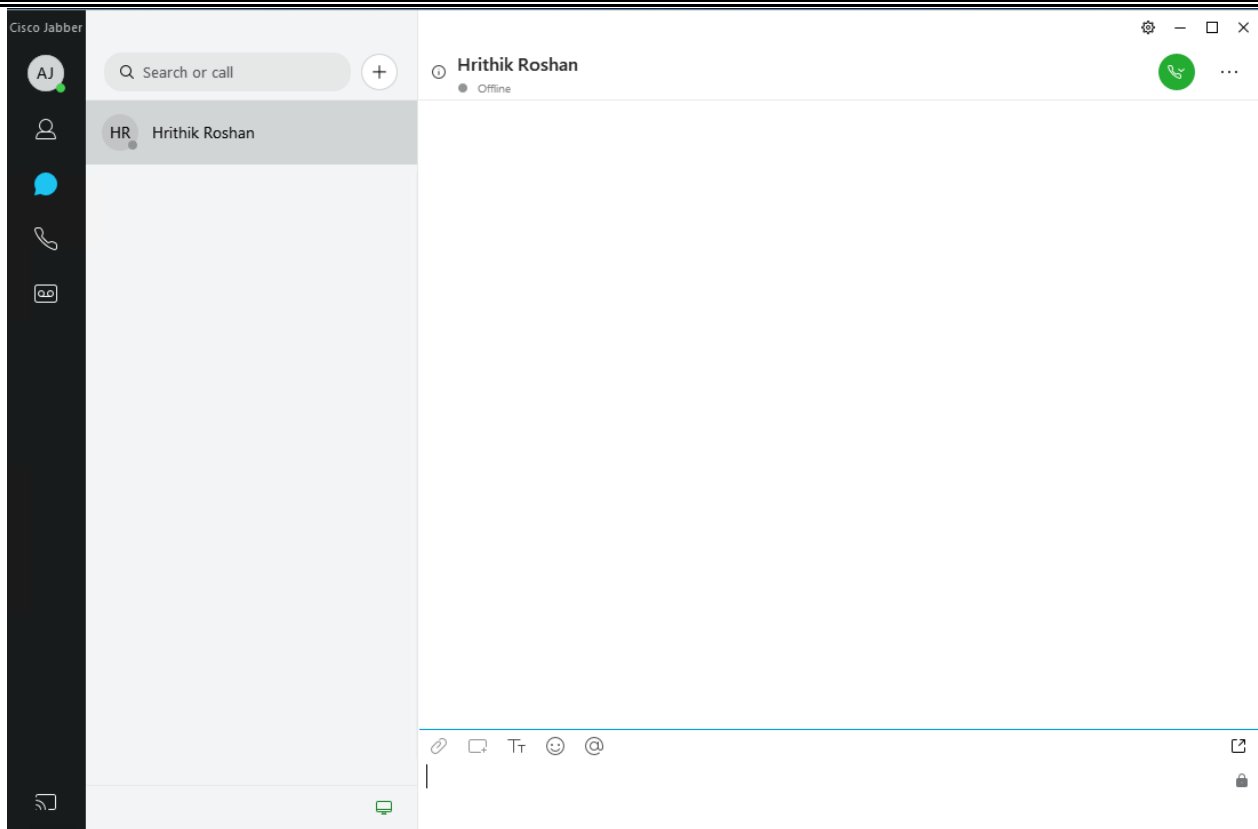 Cisco Jabber
AJ
Search or call
HR
Hrithik Roshan
Hrithik Roshan
Offline